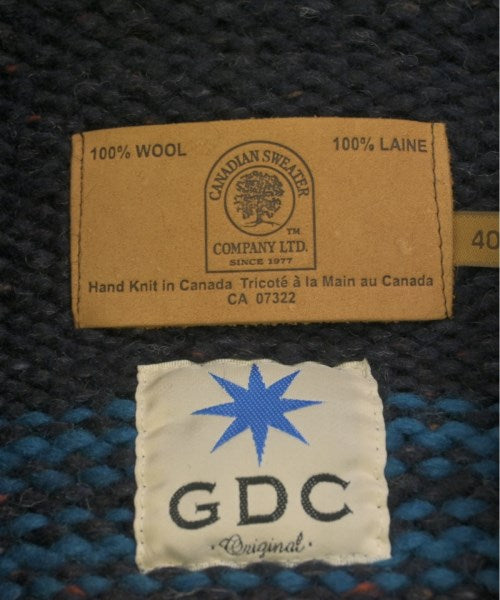 100% WOOL 100% LAINE
CANADIAN SWEATER
TM
COMPANY LTD.
SINCE 1977
Hand Knit in Canada Tricoté à la Main au Canada
CA 07322
40
GDC
·Original·